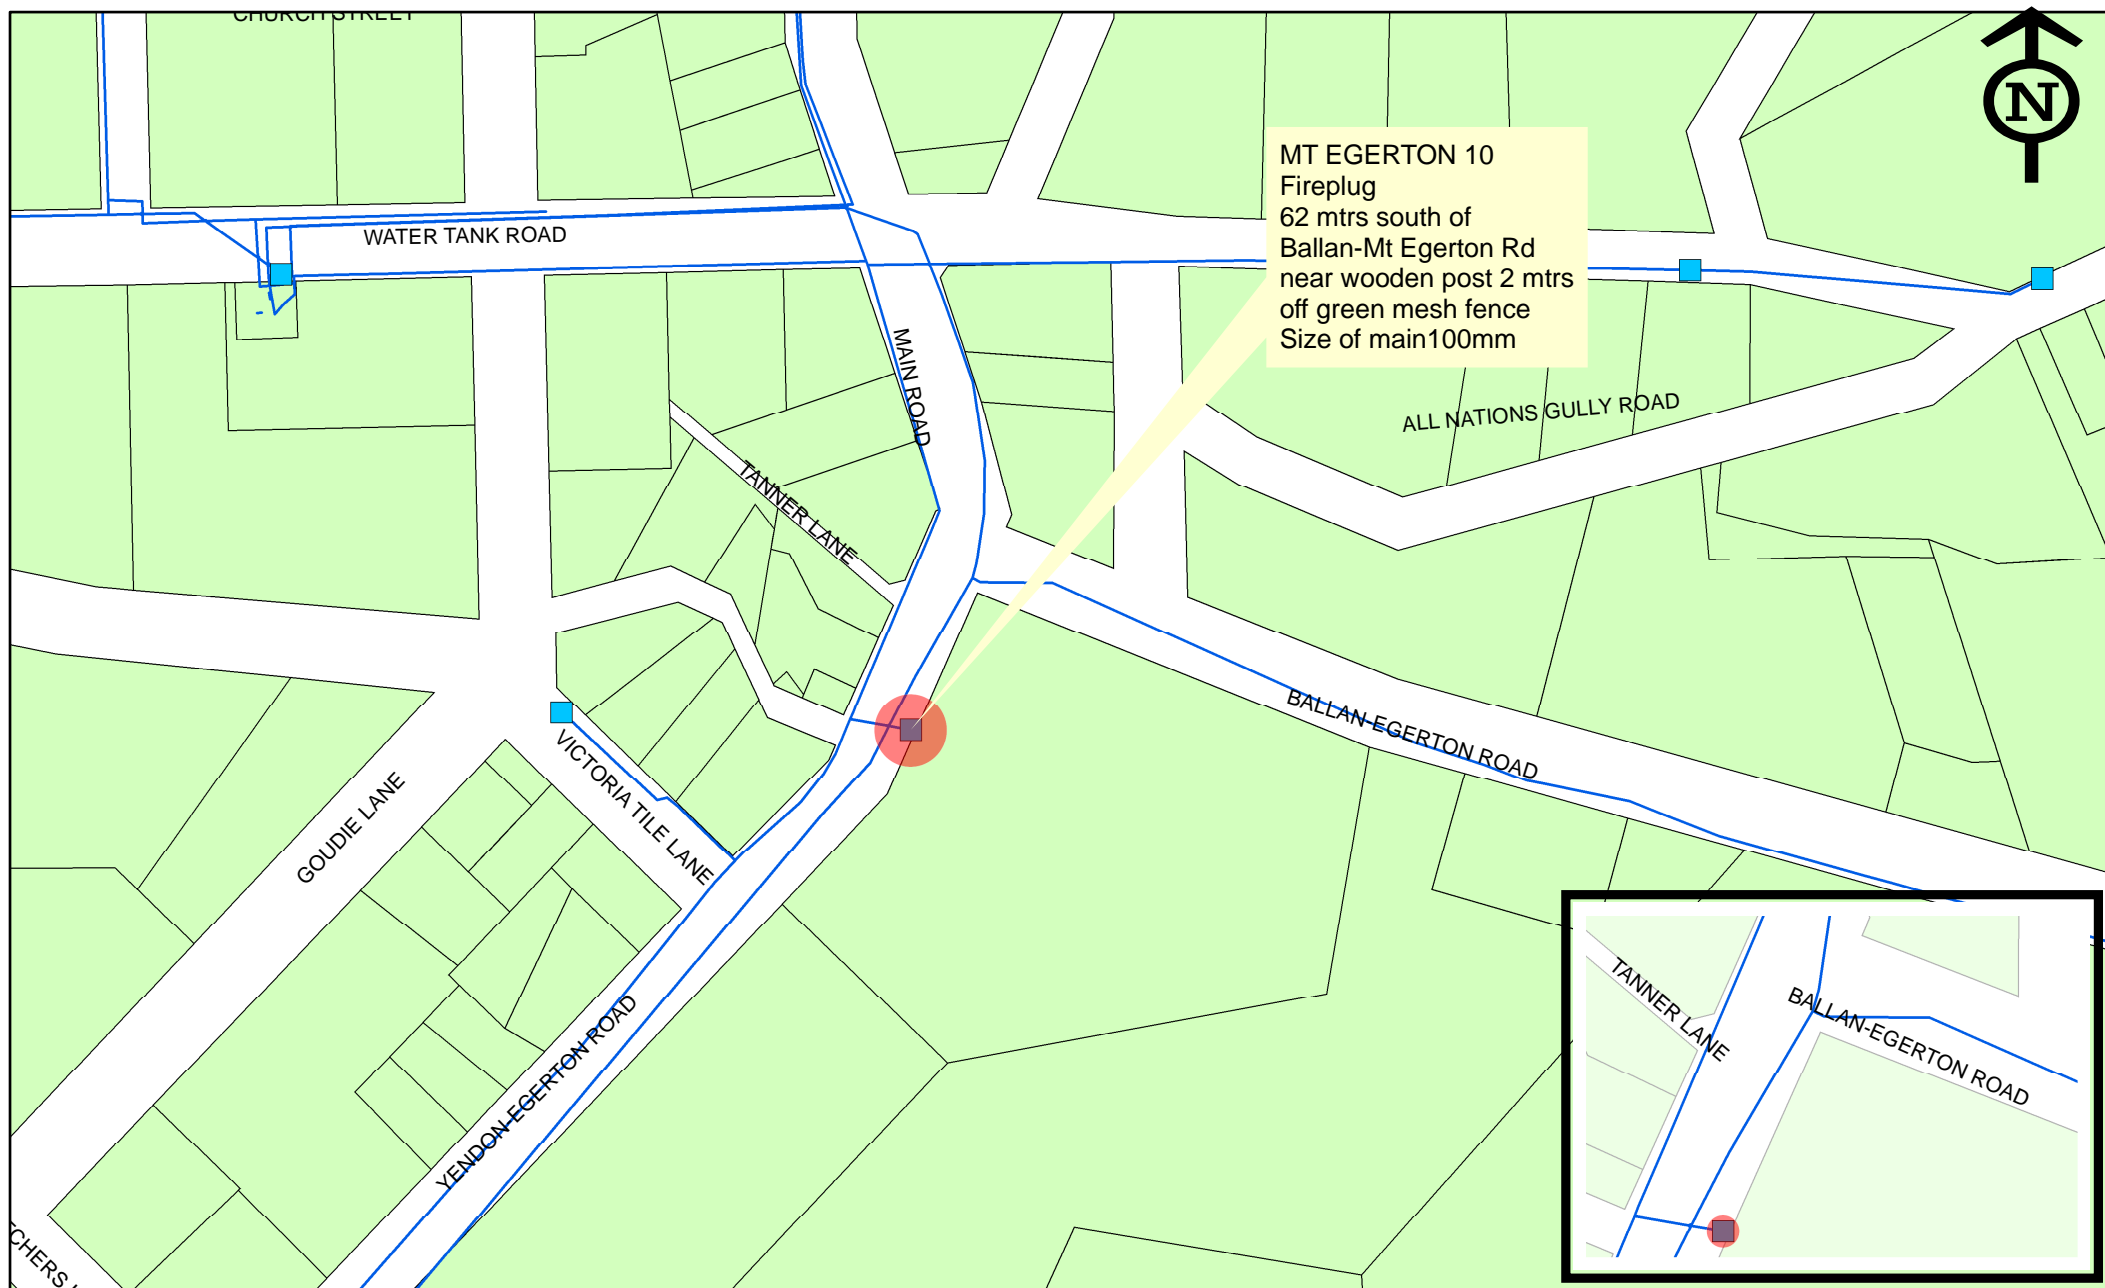 CHURCH STREET
N
MT EGERTON 10
Fireplug
62 mtrs south of
Ballan-Mt Egerton Rd
near wooden post 2 mtrs
off green mesh fence
Size of main100mm
WATER TANK ROAD
MAIN ROAD
ALL NATIONS GULLY ROAD
TANNER LANE
BALLAN-EGERTON ROAD
VICTORIA TILE LANE
GOUDIE LANE
YENDON-EGERTON ROAD
TANNER LANE
BALLAN-EGERTON ROAD